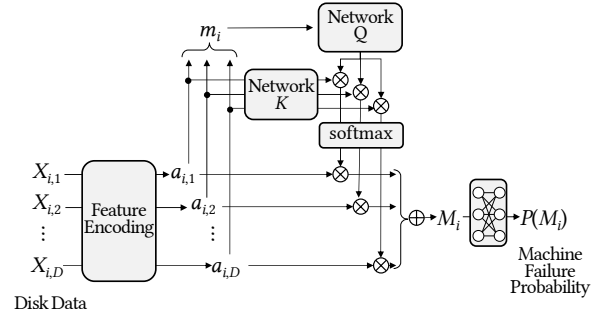 m_i
Network
Q
Network
K
softmax
X_{i,1}
a_{i,1}
X_{i,2}
Feature
Encoding
a_{i,2}
M_i
P(M_i)
⋮
⋮
X_{i,D}
a_{i,D}
Machine
Failure
Probability
Disk Data